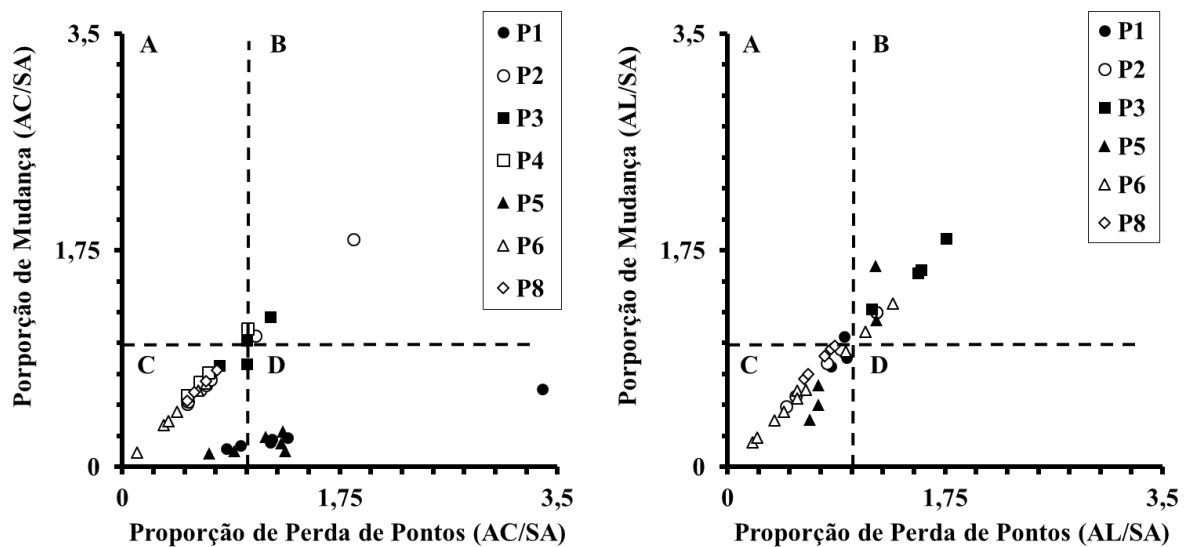 3,5
A
B
P1
P2
P3
P4
P5
P6
P8
Porporção de Mudança (AC/SA)
1,75
C
D
0
0
1,75
3,5
Proporção de Perda de Pontos (AC/SA)
3,5
A
B
P1
P2
P3
P5
P6
P8
Porporção de Mudança (AL/SA)
1,75
C
D
0
0
1,75
3,5
Proporção de Perda de Pontos (AL/SA)